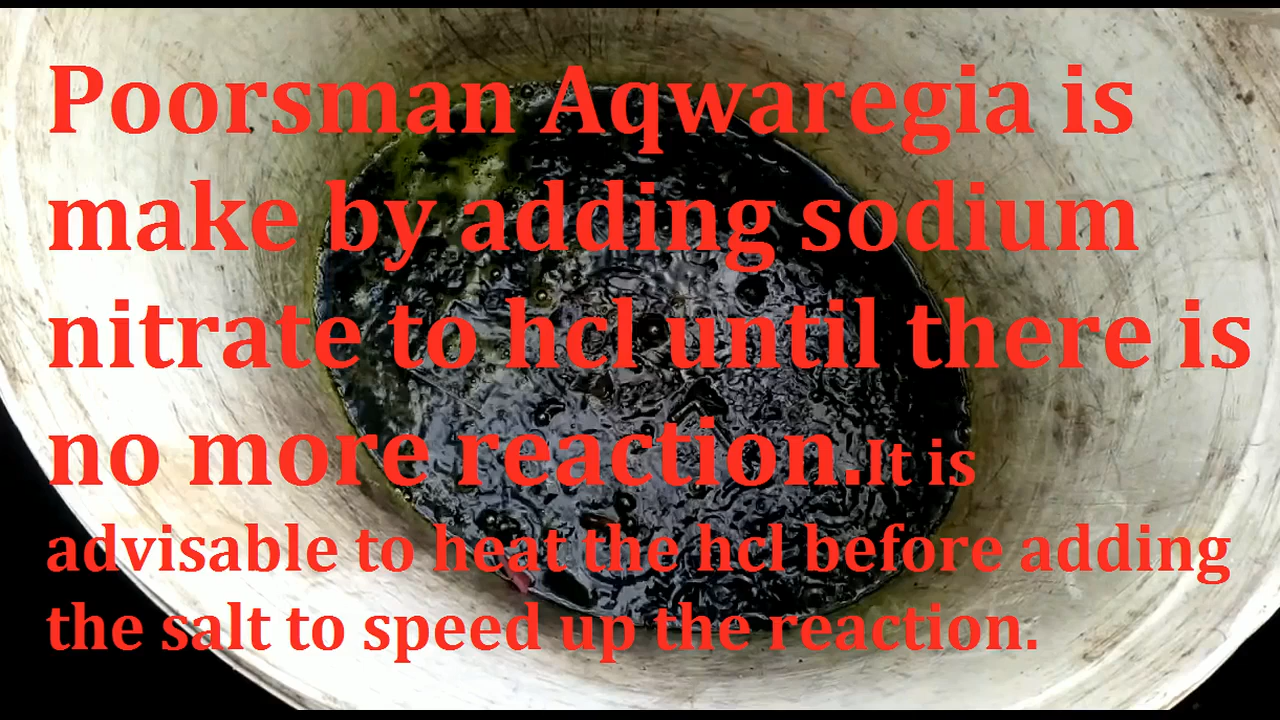 Poorsman Aqwaregia is
make by adding sodium
nitrate to hcl until there is
no more reaction.It is
advisable to heat the hcl before adding
the salt to speed up the reaction.